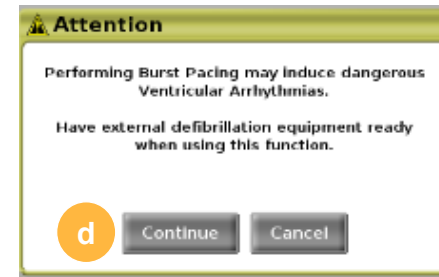 Attention
Performing Burst Pacing may induce dangerous
Ventricular Arrhythmias.
Have external defibrillation equipment ready
when using this function.
d Continue Cancel